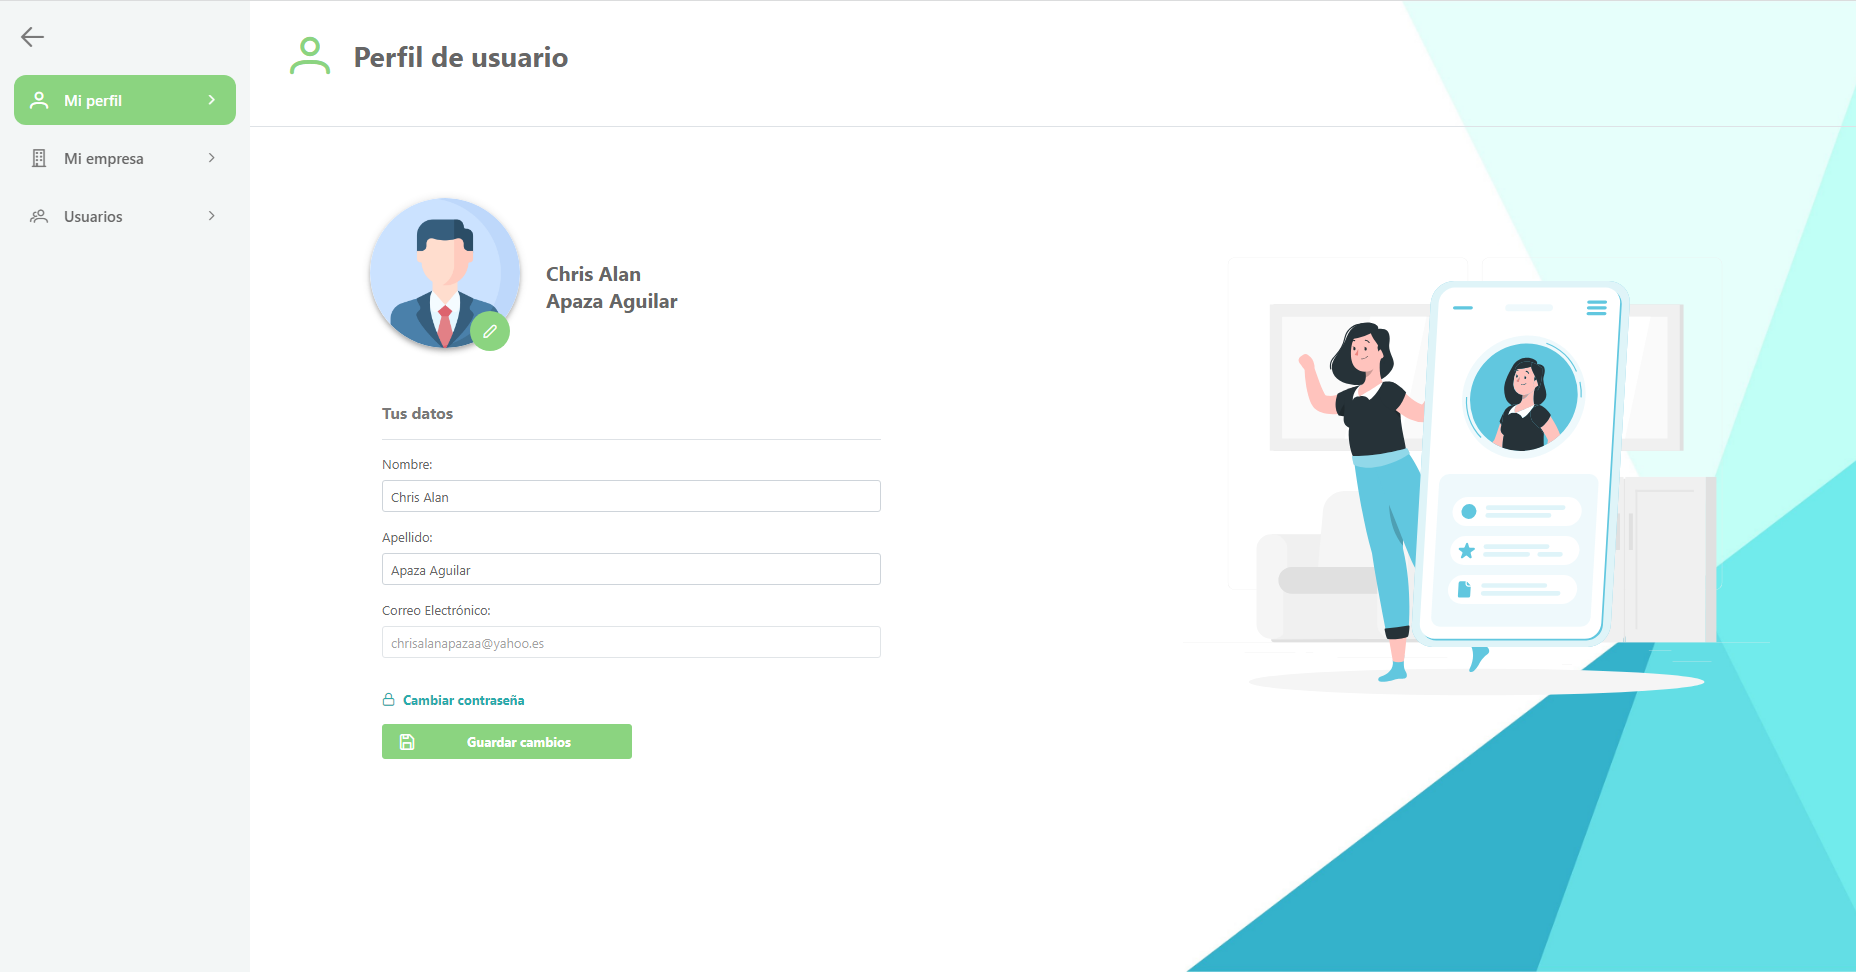 Mi perfil
Mi empresa
Usuarios
Perfil de usuario
Chris Alan
Apaza Aguilar
Tus datos
Nombre:
Chris Alan
Apellido:
Apaza Aguilar
Correo Electrónico:
chrisalanapazaa@yahoo.es
Cambiar contraseña
Guardar cambios